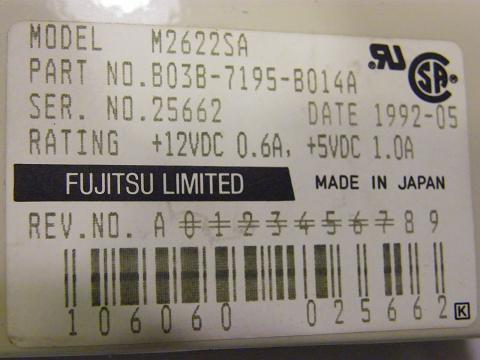 MODEL M2622SA
PART NO.B03B-7195-B014A
SER. NO.25662 DATE 1992-05
RATING +12VDC 0.6A, +5VDC 1.0A
FUJITSU LIMITED MADE IN JAPAN
REV.NO. A 0 1 2 3 4 5 6 7 8 9
106060 025662 K